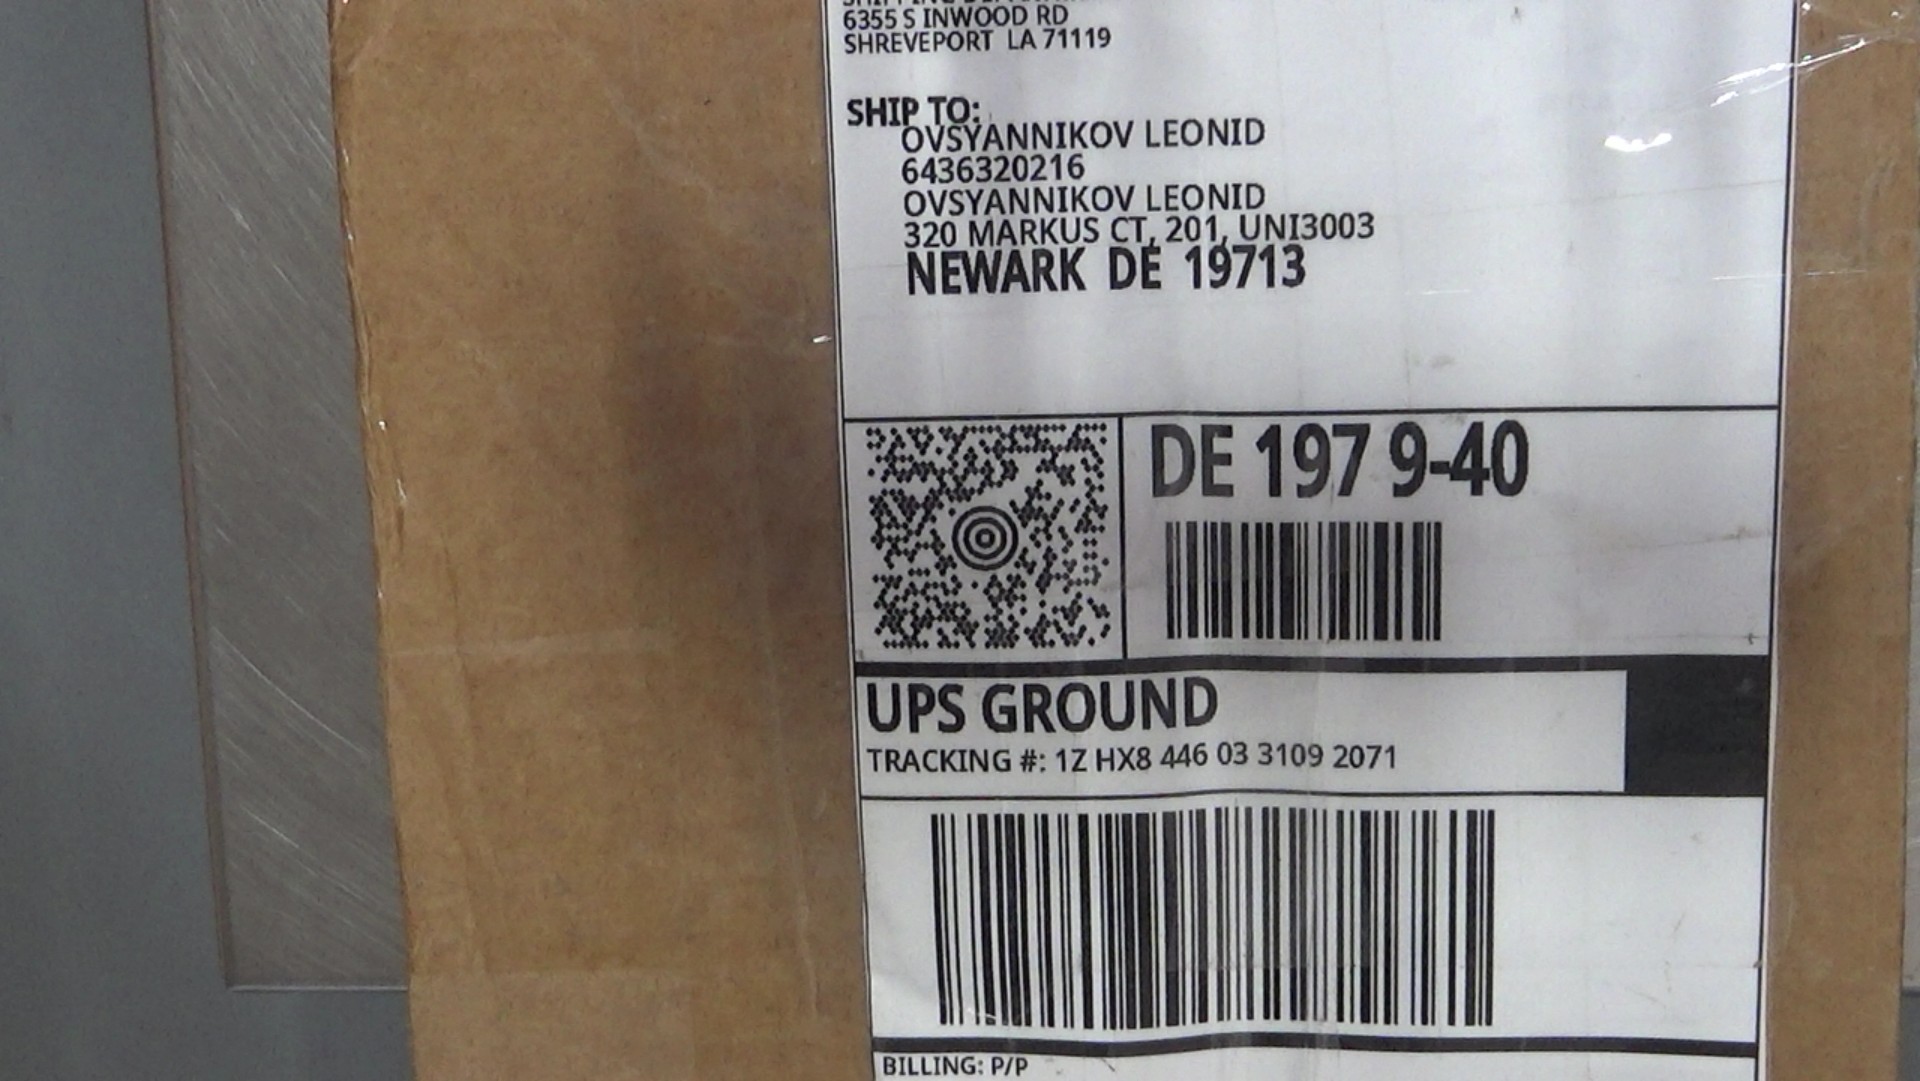 6355 S INWOOD RD
SHREVEPORT LA 71119
SHIP TO:
OVSYANNIKOV LEONID
6436320216
OVSYANNIKOV LEONID
320 MARKUS CT, 201, UNI3003
NEWARK DE 19713
DE 197 9-40
UPS GROUND
TRACKING #: 1Z HX8 446 03 3109 2071
BILLING: P/P